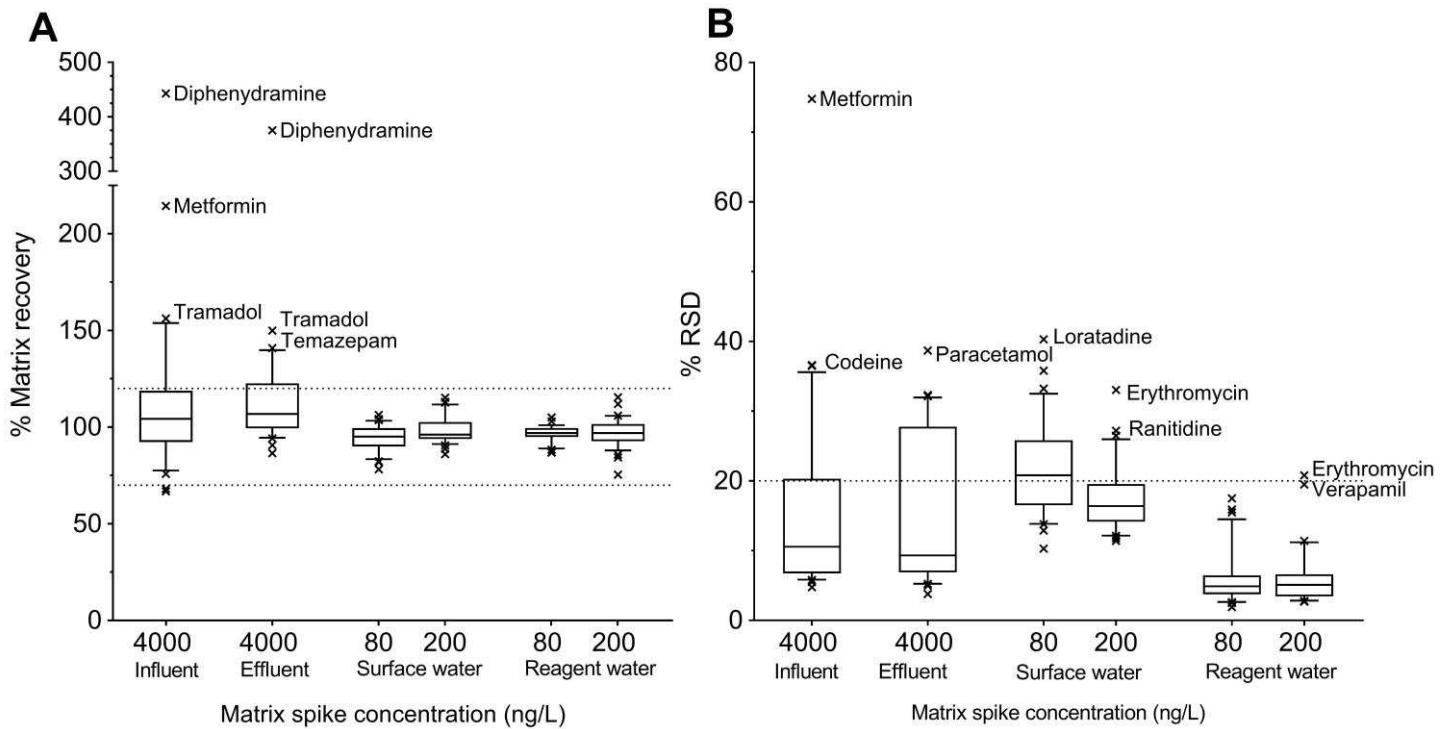 A
500
400
300
200
150
100
50
0
% Matrix recovery
Diphenydramine
Diphenydramine
Metformin
Tramadol
Tramadol
Temazepam
4000
4000
80
200
80
200
Influent
Effluent
Surface water
Reagent water
Matrix spike concentration (ng/L)
B
80
60
40
20
0
% RSD
Metformin
Codeine
Paracetamol
Loratadine
Erythromycin
Ranitidine
Erythromycin
Verapamil
4000
4000
80
200
80
200
Influent
Effluent
Surface water
Reagent water
Matrix spike concentration (ng/L)